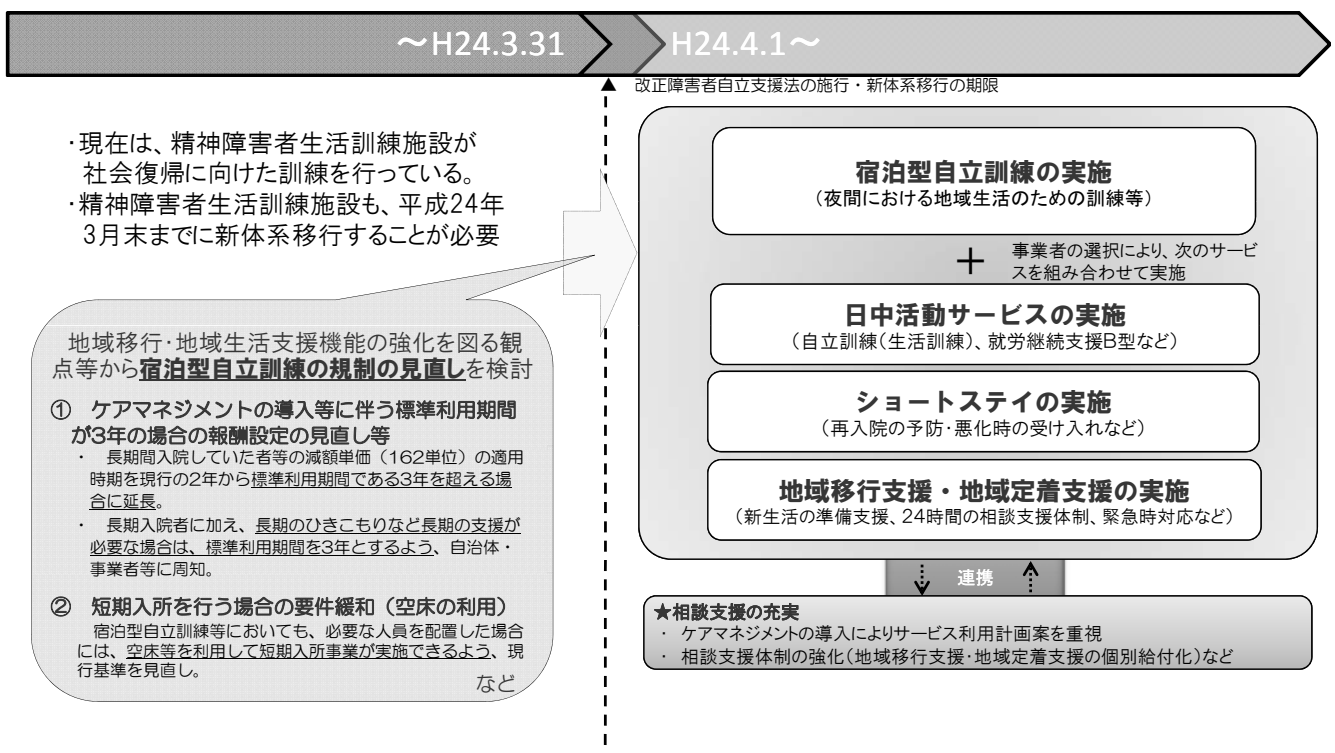 ～H24.3.31
H24.4.1～
改正障害者自立支援法の施行・新体系移行の期限
・現在は、精神障害者生活訓練施設が
社会復帰に向けた訓練を行っている。
・精神障害者生活訓練施設も、平成24年
3月末までに新体系移行することが必要
地域移行・地域生活支援機能の強化を図る観
点等から宿泊型自立訓練の規制の見直しを検討
① ケアマネジメントの導入等に伴う標準利用期間
が3年の場合の報酬設定の見直し等
・ 長期間入院していた者等の減額単価（162単位）の適用
時期を現行の2年から標準利用期間である3年を超える場
合に延長。
・ 長期入院者に加え、長期のひきこもりなど長期の支援が
必要な場合は、標準利用期間を3年とするよう、自治体・
事業者等に周知。
② 短期入所を行う場合の要件緩和（空床の利用）
宿泊型自立訓練等においても、必要な人員を配置した場合
には、空床等を利用して短期入所事業が実施できるよう、現
行基準を見直し。
など
宿泊型自立訓練の実施
（夜間における地域生活のための訓練等）
＋
事業者の選択により、次のサービ
スを組み合わせて実施
日中活動サービスの実施
（自立訓練（生活訓練）、就労継続支援B型など）
ショートステイの実施
（再入院の予防・悪化時の受け入れなど）
地域移行支援・地域定着支援の実施
（新生活の準備支援、24時間の相談支援体制、緊急時対応など）
連携
★相談支援の充実
・ ケアマネジメントの導入によりサービス利用計画案を重視
・ 相談支援体制の強化（地域移行支援・地域定着支援の個別給付化）など